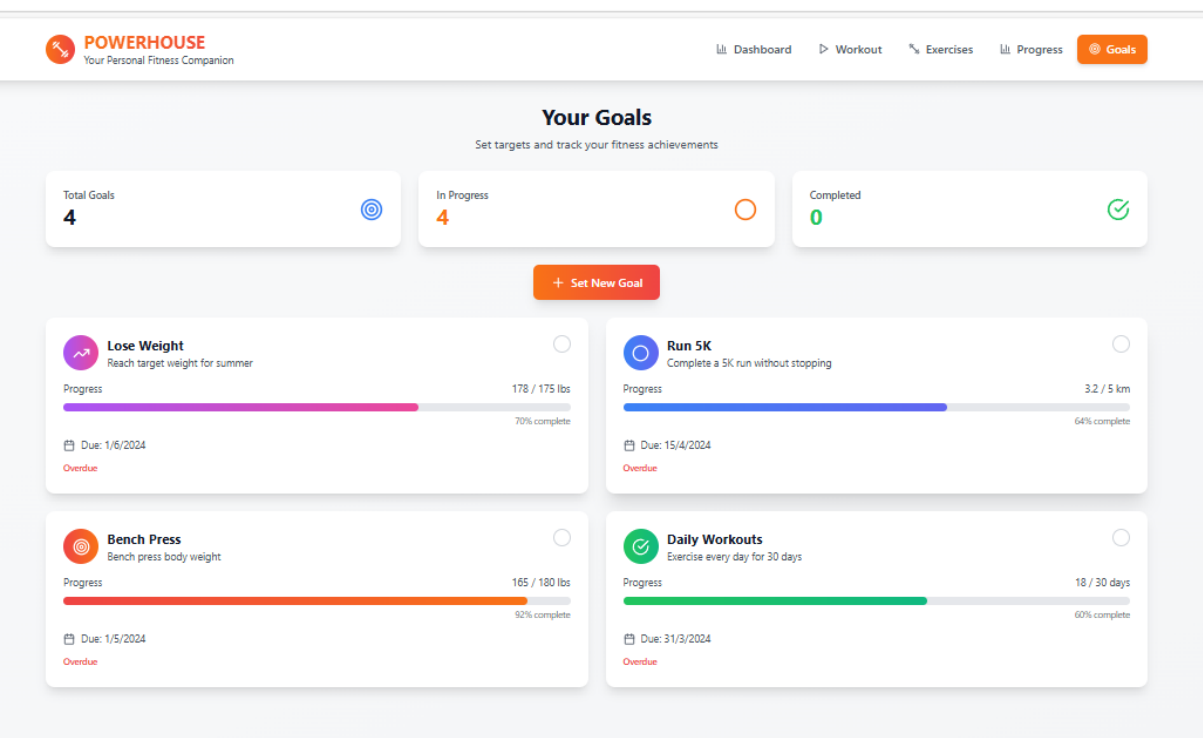 POWERHOUSE
Your Personal Fitness Companion
Dashboard
Workout
Exercises
Progress
Goals
Your Goals
Set targets and track your fitness achievements
Total Goals
4
In Progress
4
Completed
0
+ Set New Goal
Lose Weight
Reach target weight for summer
Progress
178 / 175 lbs
70% complete
Due: 1/6/2024
Overdue
Run 5K
Complete a 5K run without stopping
Progress
3.2 / 5 km
64% complete
Due: 15/4/2024
Overdue
Bench Press
Bench press body weight
Progress
165 / 180 lbs
92% complete
Due: 1/5/2024
Overdue
Daily Workouts
Exercise every day for 30 days
Progress
18 / 30 days
60% complete
Due: 31/3/2024
Overdue